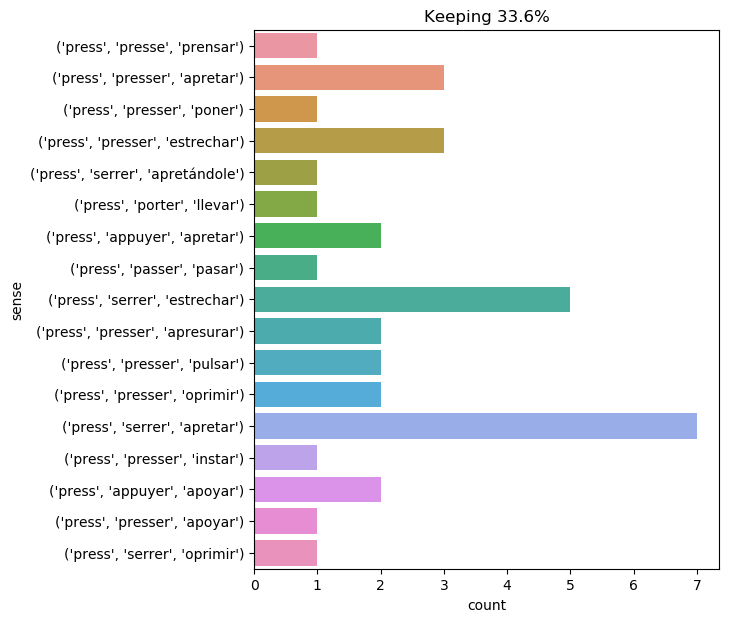 Keeping 33.6%
('press', 'presse', 'prensar')
('press', 'presser', 'apretar')
('press', 'presser', 'poner')
('press', 'presser', 'estrechar')
('press', 'serrer', 'apretándole')
('press', 'porter', 'llevar')
('press', 'appuyer', 'apretar')
('press', 'passer', 'pasar')
('press', 'serrer', 'estrechar')
('press', 'presser', 'apresurar')
('press', 'presser', 'pulsar')
('press', 'presser', 'oprimir')
('press', 'serrer', 'apretar')
('press', 'presser', 'instar')
('press', 'appuyer', 'apoyar')
('press', 'presser', 'apoyar')
('press', 'serrer', 'oprimir')
sense
0 1 2 3 4 5 6 7
count